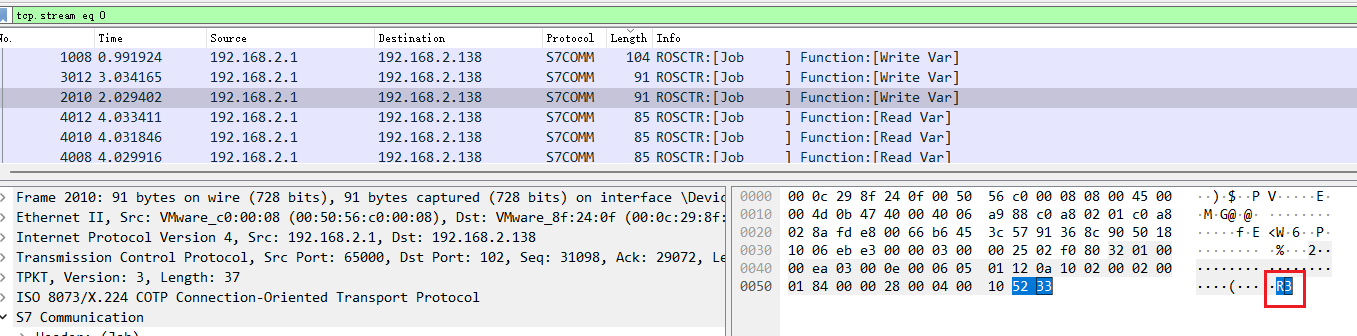 tcp.stream eq 0
No. Time Source Destination Protocol Length Info
1008 0.991924 192.168.2.1 192.168.2.138 S7COMM 104 ROSCTR:[Job ] Function:[Write Var]
3012 3.034165 192.168.2.1 192.168.2.138 S7COMM 91 ROSCTR:[Job ] Function:[Write Var]
2010 2.029402 192.168.2.1 192.168.2.138 S7COMM 91 ROSCTR:[Job ] Function:[Write Var]
4012 4.033411 192.168.2.1 192.168.2.138 S7COMM 85 ROSCTR:[Job ] Function:[Read Var]
4010 4.031846 192.168.2.1 192.168.2.138 S7COMM 85 ROSCTR:[Job ] Function:[Read Var]
4008 4.029916 192.168.2.1 192.168.2.138 S7COMM 85 ROSCTR:[Job ] Function:[Read Var]
Frame 2010: 91 bytes on wire (728 bits), 91 bytes captured (728 bits) on interface \Devic
Ethernet II, Src: VMware_c0:00:08 (00:50:56:c0:00:08), Dst: VMware_8f:24:0f (00:0c:29:8f:
Internet Protocol Version 4, Src: 192.168.2.1, Dst: 192.168.2.138
Transmission Control Protocol, Src Port: 65000, Dst Port: 102, Seq: 31098, Ack: 29072, Le
TPKT, Version: 3, Length: 37
ISO 8073/X.224 COTP Connection-Oriented Transport Protocol
S7 Communication
0000 00 0c 29 8f 24 0f 00 50 56 c0 00 08 08 00 45 00 ··)·$··P V·····E·
0010 00 4d 0b 47 40 00 40 06 a9 88 c0 a8 02 01 c0 a8 ·M·G@·@· ········
0020 02 8a fd e8 00 66 b6 45 3c 57 91 36 8c 90 50 18 ·····f·E <W·6··P·
0030 10 06 eb e3 00 00 03 00 00 25 02 f0 80 32 01 00 ········ ·%···2··
0040 00 ea 03 00 0e 00 06 05 01 12 0a 10 02 00 02 00 ········ ········
0050 01 84 00 00 28 00 04 00 10 52 33 ····(··· ·R3